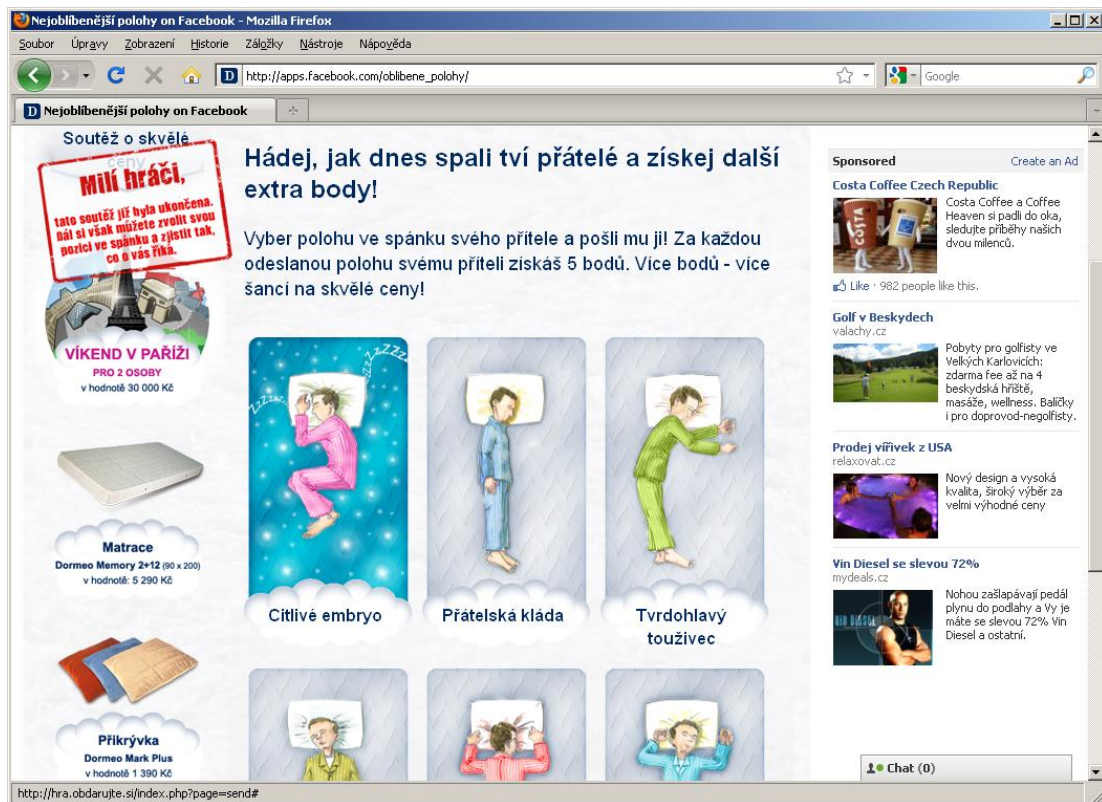 Nejoblíbenější polohy on Facebook - Mozilla Firefox
Soubor Úpravy Zobrazení Historie Záložky Nástroje Nápověda
http://apps.facebook.com/oblibene_polohy/
Google
Nejoblíbenější polohy on Facebook
Soutěž o skvělé
ceny
Milí hráči,
tato soutěž již byla ukončena.
Dál si však můžete zvolit svou
pozici ve spánku a zjistit tak,
co o vás říká.
VÍKEND V PAŘÍŽI
PRO 2 OSOBY
v hodnotě 30 000 Kč
Matrace
Dormeo Memory 2+12 (90 x 200)
v hodnotě: 5 290 Kč
Přikrývka
Dormeo Mark Plus
v hodnotě 1 390 Kč
Hádej, jak dnes spali tví přátelé a získej další
extra body!
Vyber polohu ve spánku svého přítele a pošli mu ji! Za každou
odeslanou polohu svému příteli získáš 5 bodů. Více bodů - více
šancí na skvělé ceny!
zzzzz
zzzzz
Citlivé embryo
Přátelská kláda
Tvrdohlavý
touživec
Sponsored
Create an Ad
Costa Coffee Czech Republic
COSTA
Costa Coffee a Coffee
Heaven si padli do oka,
sledujte příběhy našich
dvou milenců.
Like · 982 people like this.
Golf v Beskydech
valachy.cz
Pobyty pro golfisty ve
Velkých Karlovicích:
zdarma fee až na 4
beskydská hřiště,
masáže, wellness. Balíčky
i pro doprovod-negolfisty.
Prodej vířivek z USA
relaxovat.cz
Nový design a vysoká
kvalita, široký výběr za
velmi výhodné ceny
Vin Diesel se slevou 72%
mydeals.cz
VIN DIESEL
Nohou zašlapávají pedál
plynu do podlahy a Vy je
máte se slevou 72% Vin
Diesel a ostatní.
Chat (0)
http://hra.obdarujte.si/index.php?page=send#